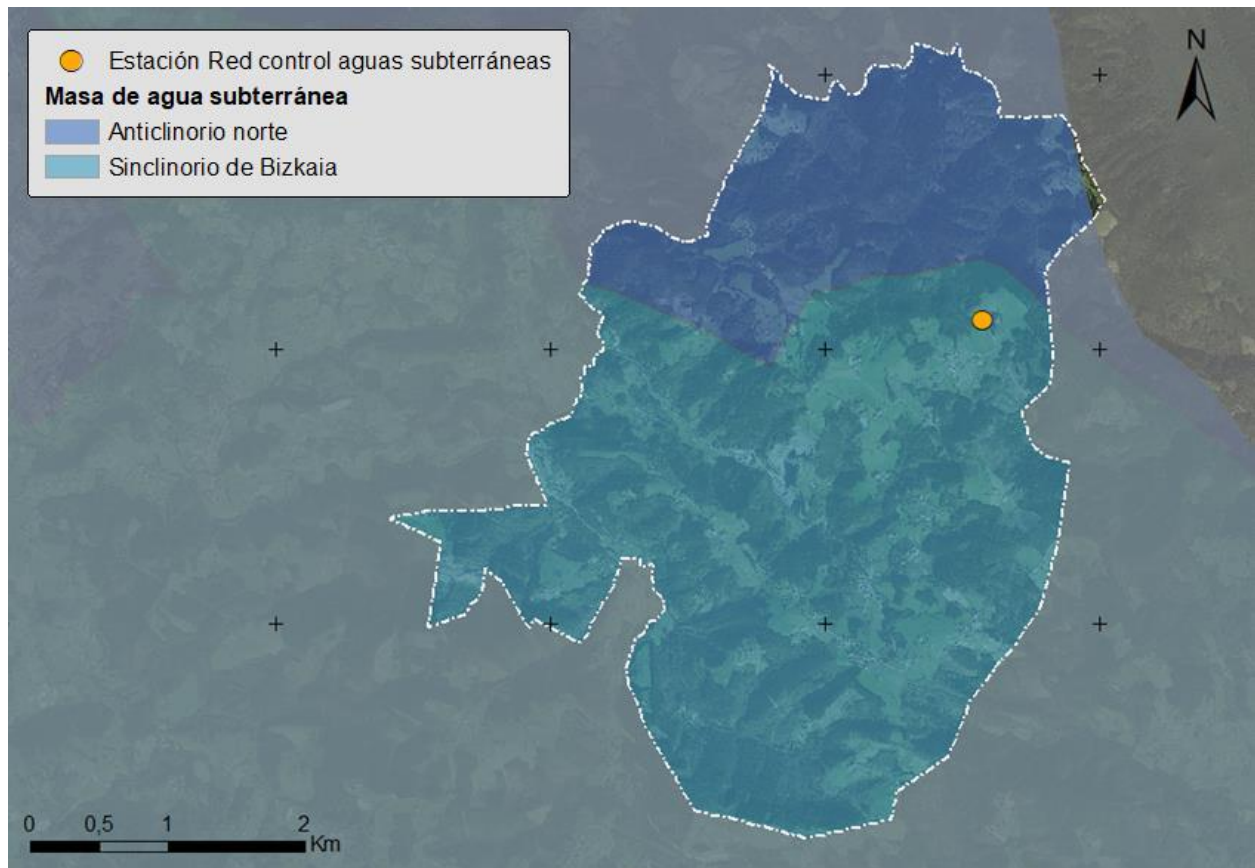 Estación Red control aguas subterráneas
Masa de agua subterránea
Anticlinorio norte
Sinclinorio de Bizkaia
N
0 0,5 1 2
Km